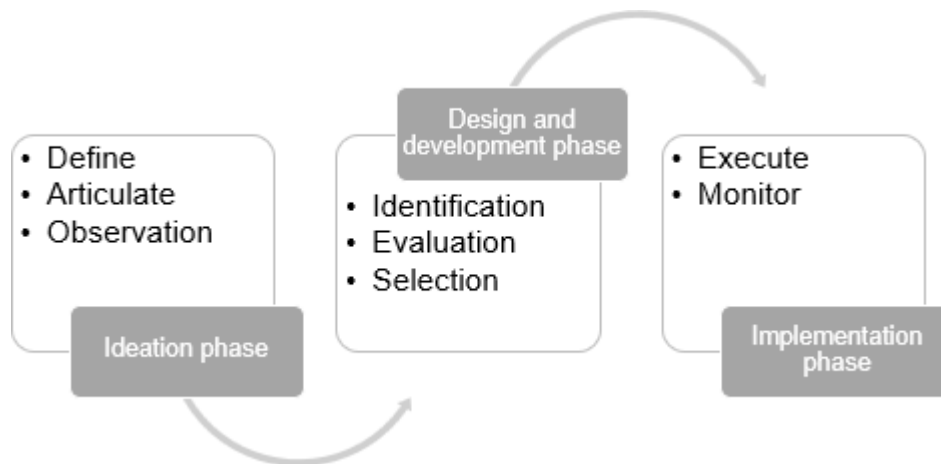 • Define
• Articulate
• Observation
Ideation phase
Design and
development phase
• Identification
• Evaluation
• Selection
• Execute
• Monitor
Implementation
phase